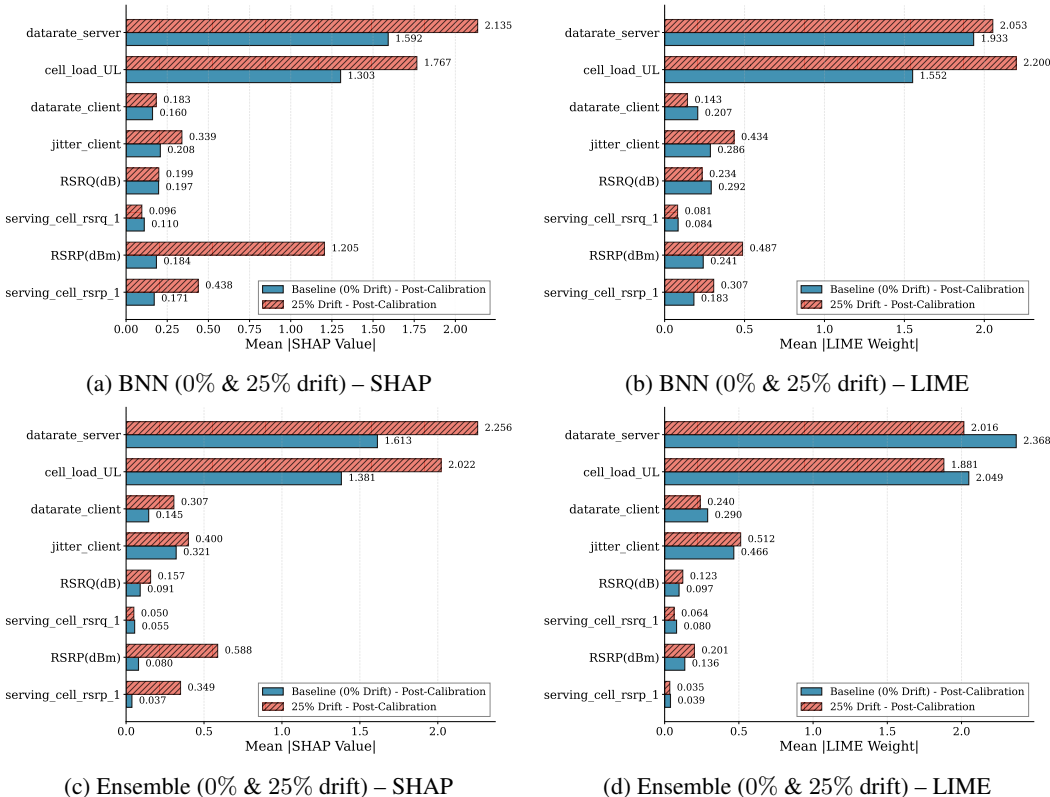 datarate_server
2.135
1.592
cell_load_UL
1.767
1.303
datarate_client
0.183
0.160
jitter_client
0.339
0.208
RSRQ(dB)
0.199
0.197
serving_cell_rsrq_1
0.096
0.110
RSRP(dBm)
1.205
0.184
serving_cell_rsrp_1
0.438
0.171
Baseline (0% Drift) - Post-Calibration
25% Drift - Post-Calibration
0.00 0.25 0.50 0.75 1.00 1.25 1.50 1.75 2.00
Mean |SHAP Value|
(a) BNN (0% & 25% drift) – SHAP
datarate_server
2.053
1.933
cell_load_UL
2.200
1.552
datarate_client
0.143
0.207
jitter_client
0.434
0.286
RSRQ(dB)
0.234
0.292
serving_cell_rsrq_1
0.081
0.084
RSRP(dBm)
0.487
0.241
serving_cell_rsrp_1
0.307
0.183
Baseline (0% Drift) - Post-Calibration
25% Drift - Post-Calibration
0.0 0.5 1.0 1.5 2.0
Mean |LIME Weight|
(b) BNN (0% & 25% drift) – LIME
datarate_server
2.256
1.613
cell_load_UL
2.022
1.381
datarate_client
0.307
0.145
jitter_client
0.400
0.321
RSRQ(dB)
0.157
0.091
serving_cell_rsrq_1
0.050
0.055
RSRP(dBm)
0.588
0.080
serving_cell_rsrp_1
0.349
0.037
Baseline (0% Drift) - Post-Calibration
25% Drift - Post-Calibration
0.0 0.5 1.0 1.5 2.0
Mean |SHAP Value|
(c) Ensemble (0% & 25% drift) – SHAP
datarate_server
2.016
2.368
cell_load_UL
1.881
2.049
datarate_client
0.240
0.290
jitter_client
0.512
0.466
RSRQ(dB)
0.123
0.097
serving_cell_rsrq_1
0.064
0.080
RSRP(dBm)
0.201
0.136
serving_cell_rsrp_1
0.035
0.039
Baseline (0% Drift) - Post-Calibration
25% Drift - Post-Calibration
0.0 0.5 1.0 1.5 2.0
Mean |LIME Weight|
(d) Ensemble (0% & 25% drift) – LIME